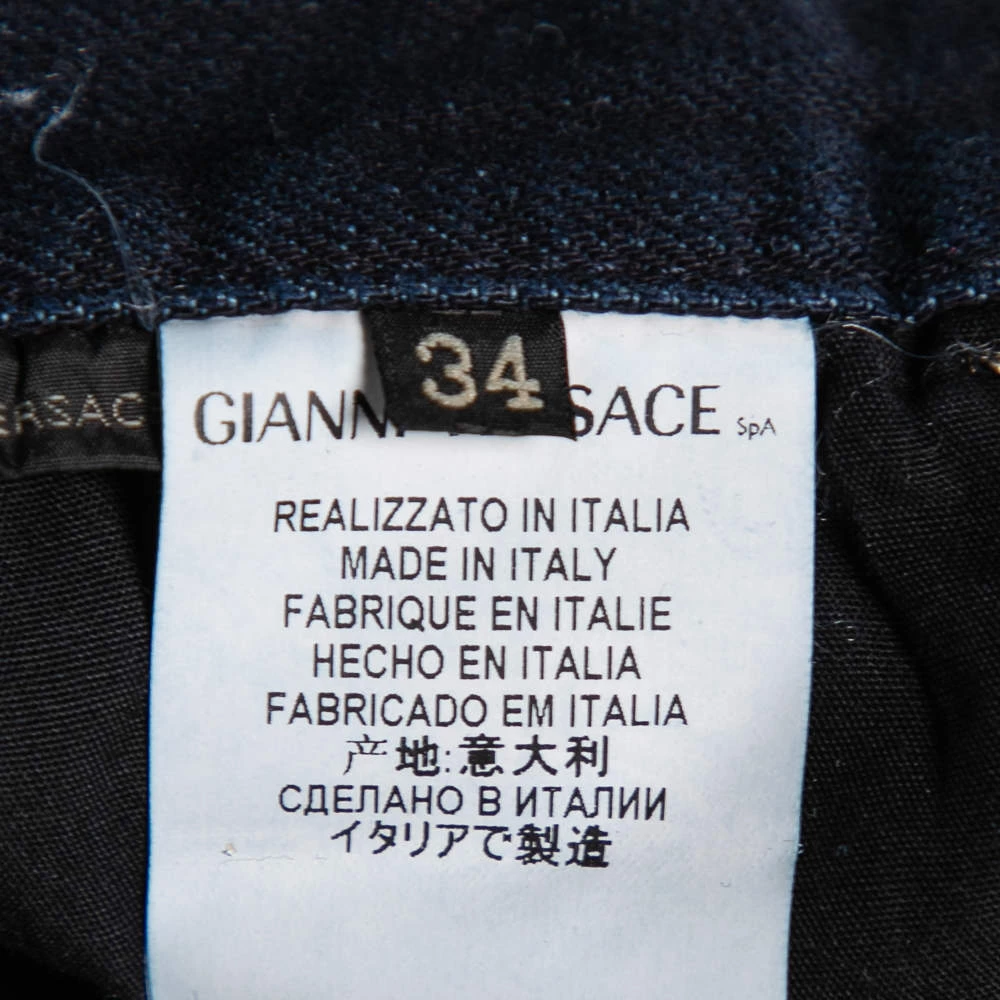 34
GIANNI SACE SpA
ERSAC
REALIZZATO IN ITALIA
MADE IN ITALY
FABRIQUE EN ITALIE
HECHO EN ITALIA
FABRICADO EM ITALIA
产地:意大利
СДЕЛАНО В ИТАЛИИ
イタリアで製造